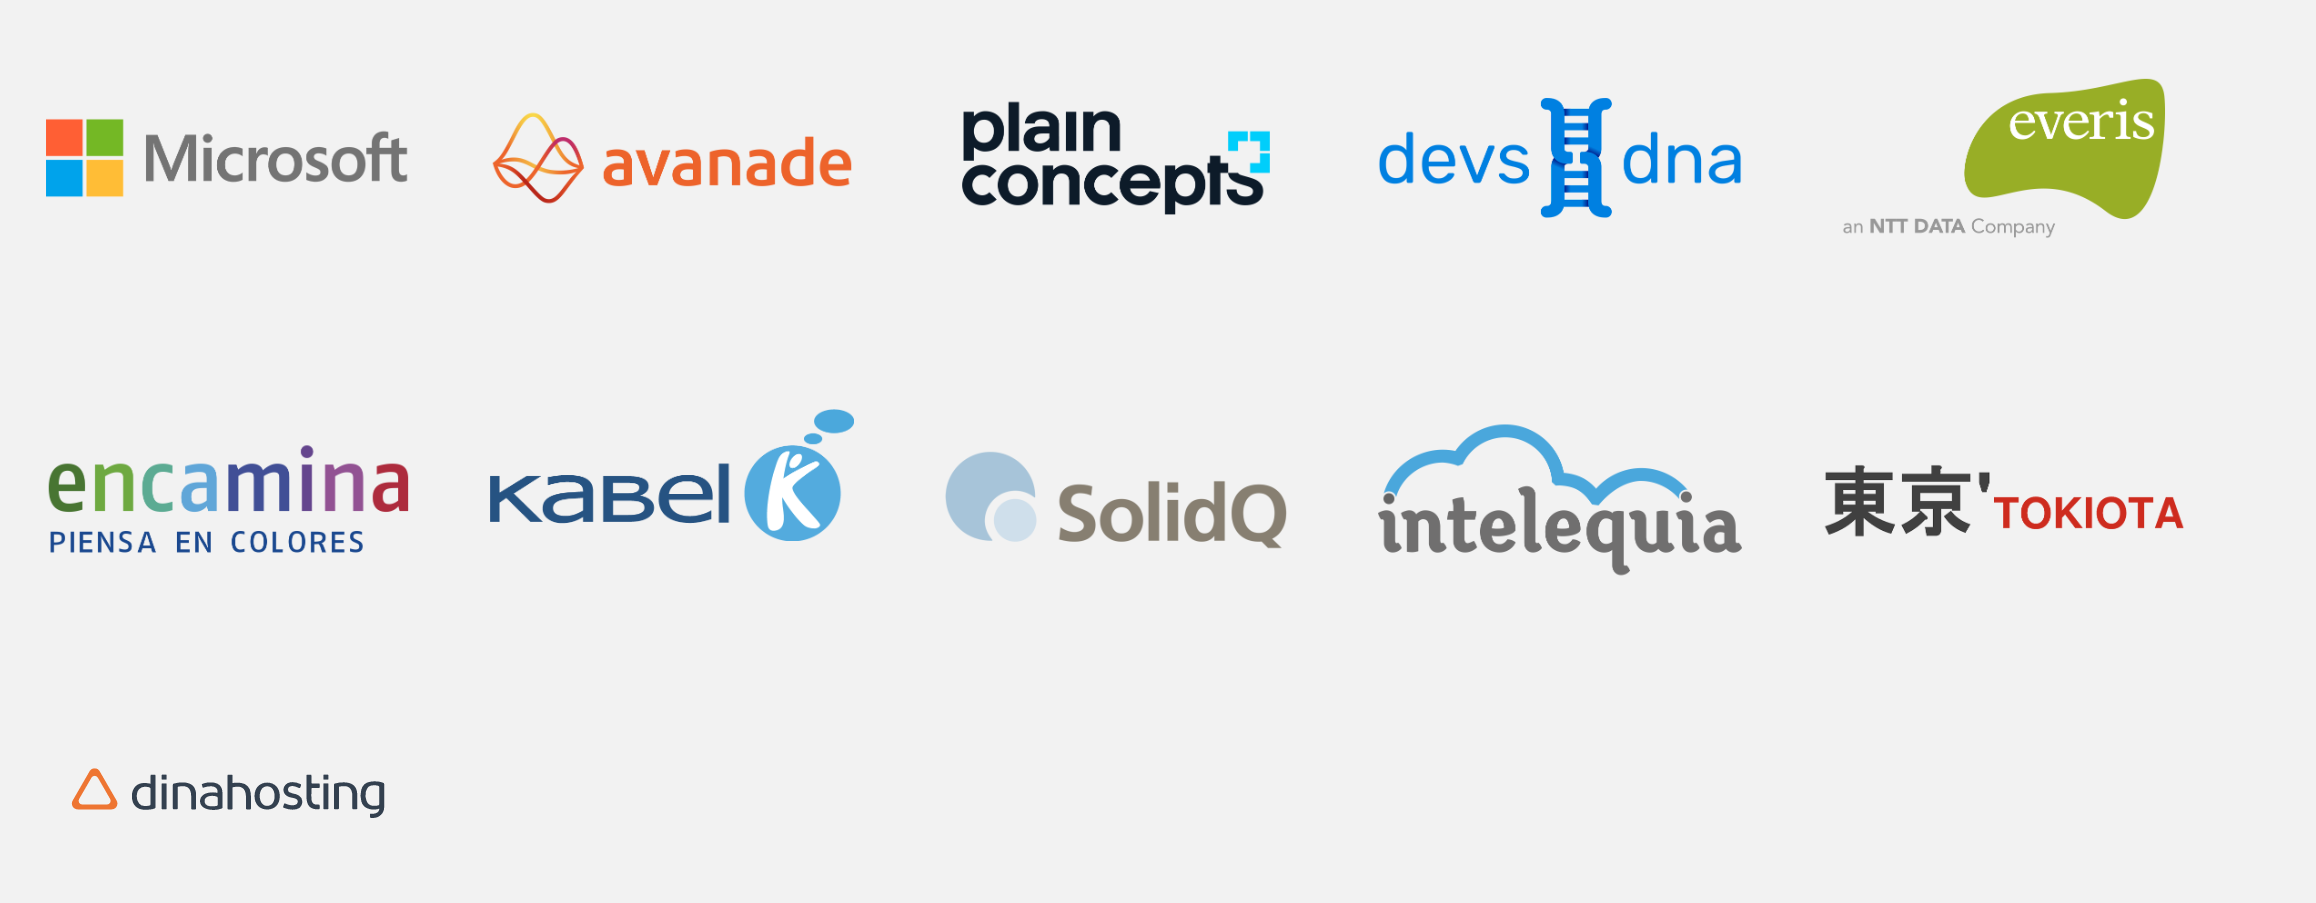 Microsoft
avanade
plain
concepts
devs dna
everis
an NTT DATA Company
encamina
PIENSA EN COLORES
KaBel K
SolidQ
intelequia
東京'TOKIOTA
dinahosting